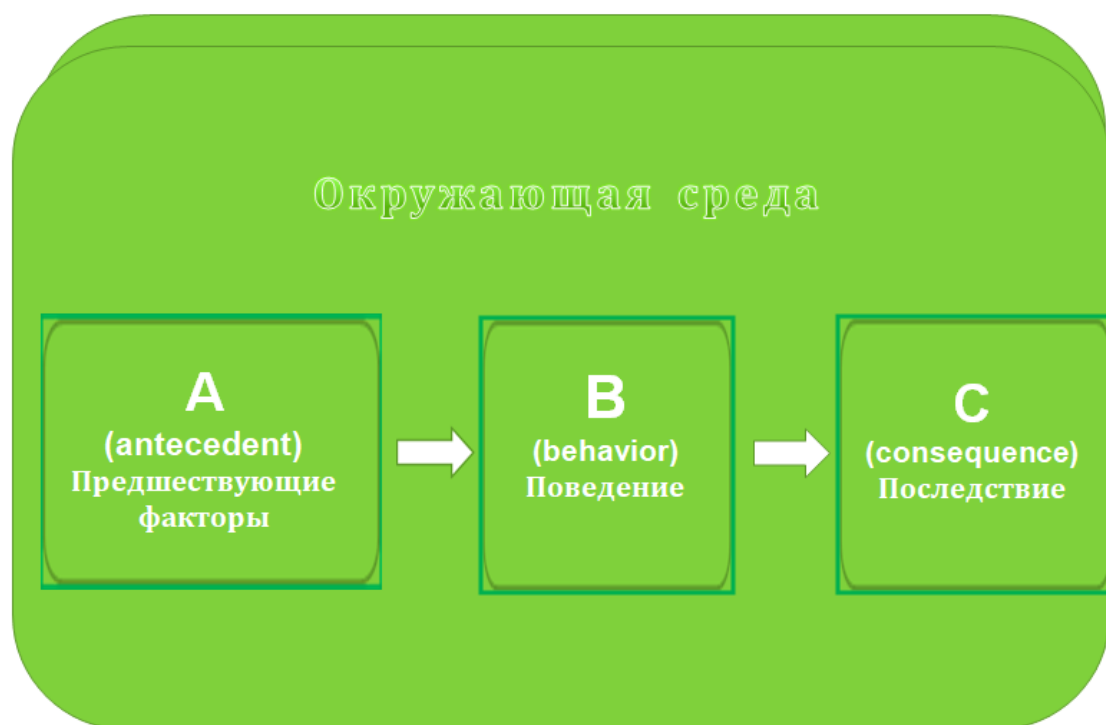 Окружающая среда
A
(antecedent)
Предшествующие
факторы
B
(behavior)
Поведение
C
(consequence)
Последствие